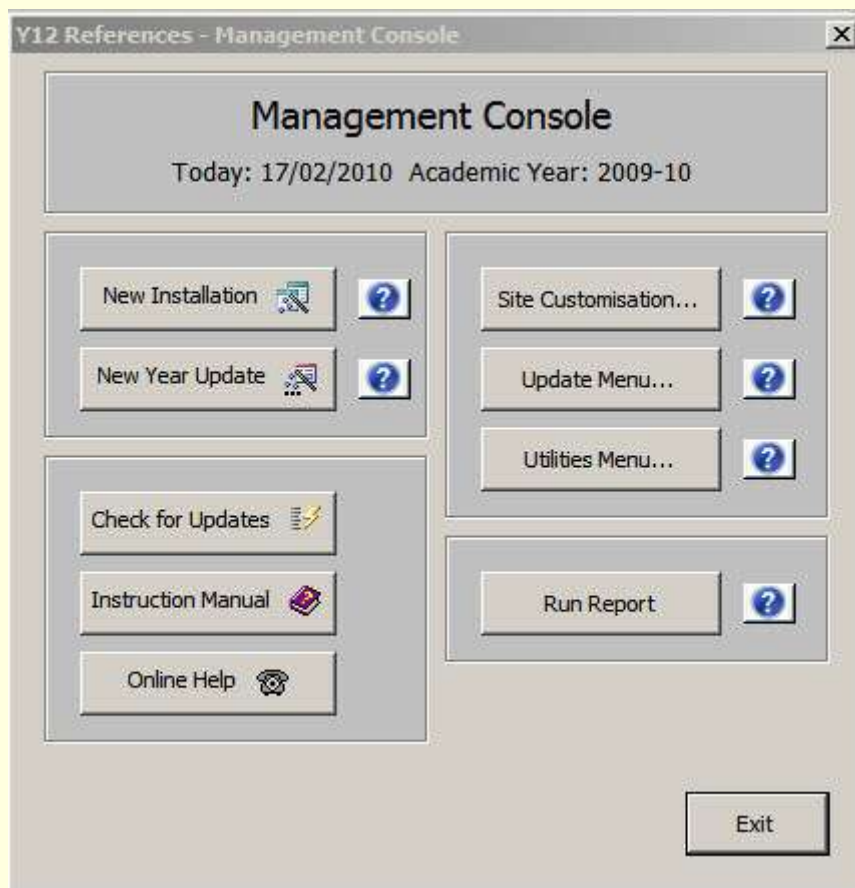 Y12 References - Management Console
Management Console
Today: 17/02/2010 Academic Year: 2009-10
New Installation
New Year Update
Check for Updates
Instruction Manual
Online Help
Site Customisation...
Update Menu...
Utilities Menu...
Run Report
Exit